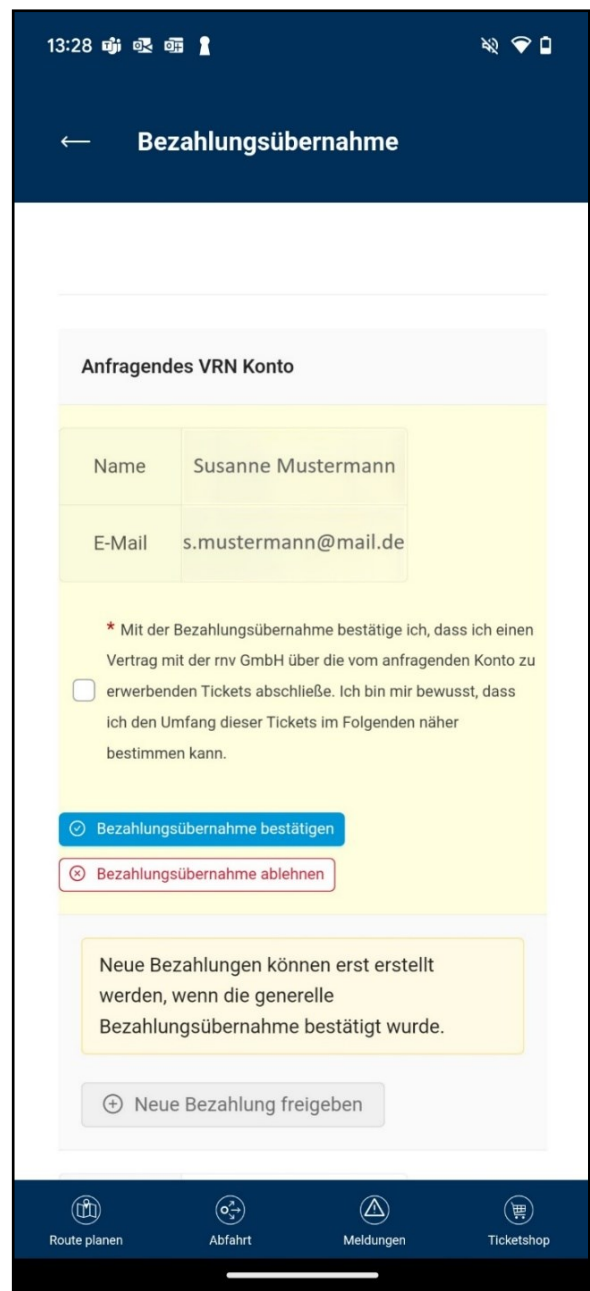 13:28
Bezahlungsübernahme
Anfragendes VRN Konto
Name Susanne Mustermann
E-Mail s.mustermann@mail.de
* Mit der Bezahlungsübernahme bestätige ich, dass ich einen
Vertrag mit der rnv GmbH über die vom anfragenden Konto zu
erwerbenden Tickets abschließe. Ich bin mir bewusst, dass
ich den Umfang dieser Tickets im Folgenden näher
bestimmen kann.
Bezahlungsübernahme bestätigen
Bezahlungsübernahme ablehnen
Neue Bezahlungen können erst erstellt
werden, wenn die generelle
Bezahlungsübernahme bestätigt wurde.
Neue Bezahlung freigeben
Route planen Abfahrt Meldungen Ticketshop